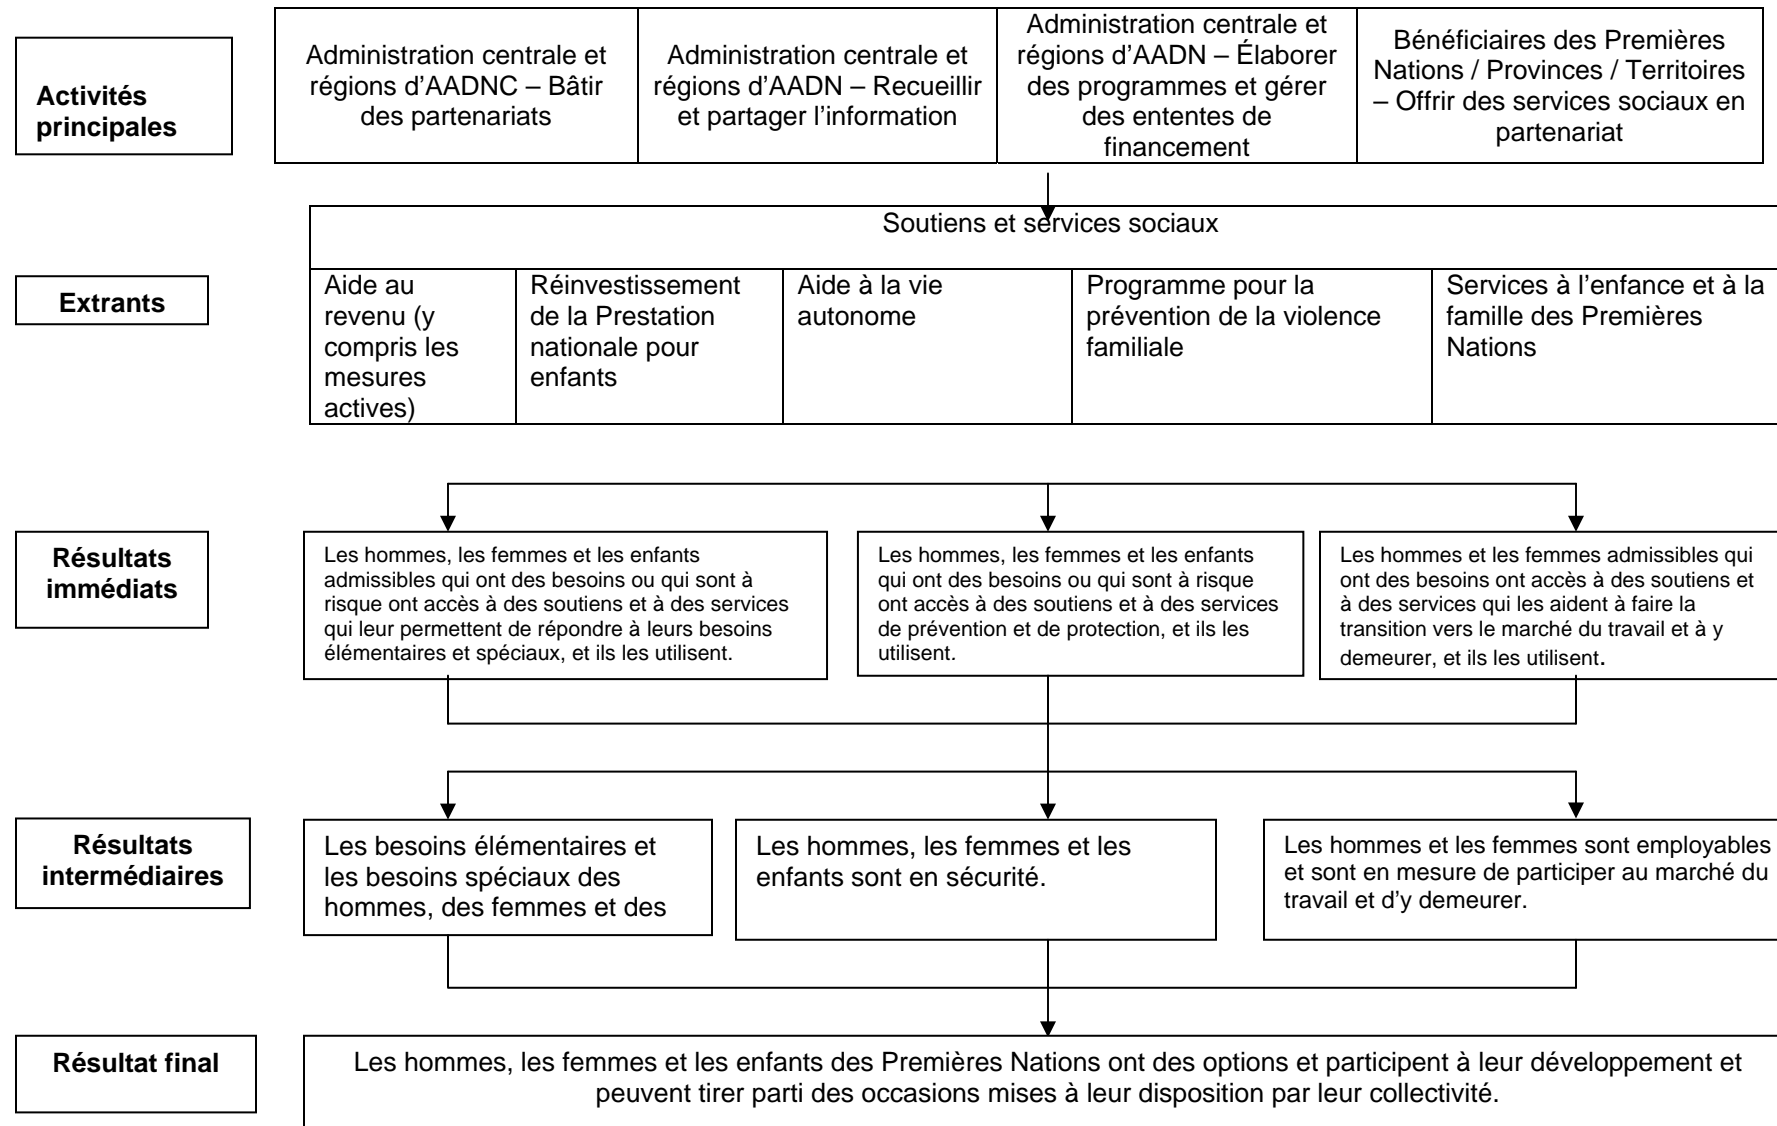 Activités
principales
Administration centrale et
régions d'AADNC – Bâtir
des partenariats
Administration centrale et
régions d'AADN – Recueillir
et partager l'information
Administration centrale et
régions d'AADN – Élaborer
des programmes et gérer
des ententes de
financement
Bénéficiaires des Premières
Nations / Provinces / Territoires
– Offrir des services sociaux en
partenariat
Soutiens et services sociaux
Extrants
Aide au
revenu (y
compris les
mesures
actives)
Réinvestissement
de la Prestation
nationale pour
enfants
Aide à la vie
autonome
Programme pour la
prévention de la violence
familiale
Services à l'enfance et à la
famille des Premières
Nations
Résultats
immédiats
Les hommes, les femmes et les enfants
admissibles qui ont des besoins ou qui sont à
risque ont accès à des soutiens et à des services
qui leur permettent de répondre à leurs besoins
élémentaires et spéciaux, et ils les utilisent.
Les hommes, les femmes et les enfants
qui ont des besoins ou qui sont à risque
ont accès à des soutiens et à des services
de prévention et de protection, et ils les
utilisent.
Les hommes et les femmes admissibles qui
ont des besoins ont accès à des soutiens et
à des services qui les aident à faire la
transition vers le marché du travail et à y
demeurer, et ils les utilisent.
Résultats
intermédiaires
Les besoins élémentaires et
les besoins spéciaux des
hommes, des femmes et des
Les hommes, les femmes et les
enfants sont en sécurité.
Les hommes et les femmes sont employables
et sont en mesure de participer au marché du
travail et d'y demeurer.
Résultat final
Les hommes, les femmes et les enfants des Premières Nations ont des options et participent à leur développement et
peuvent tirer parti des occasions mises à leur disposition par leur collectivité.